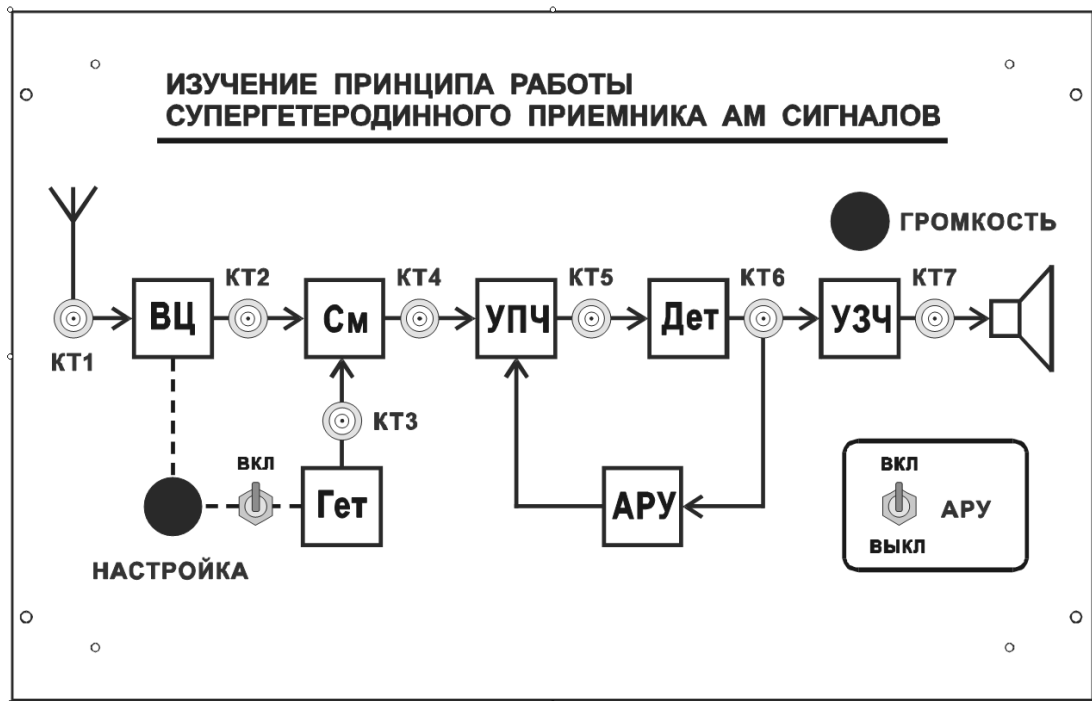 ИЗУЧЕНИЕ ПРИНЦИПА РАБОТЫ
СУПЕРГЕТЕРОДИННОГО ПРИЕМНИКА АМ СИГНАЛОВ
ГРОМКОСТЬ
КТ2
КТ4
КТ5
КТ6
КТ7
ВЦ
См
УПЧ
Дет
УЗЧ
КТ1
КТ3
ВКЛ
Гет
АРУ
НАСТРОЙКА
ВКЛ
АРУ
ВЫКЛ